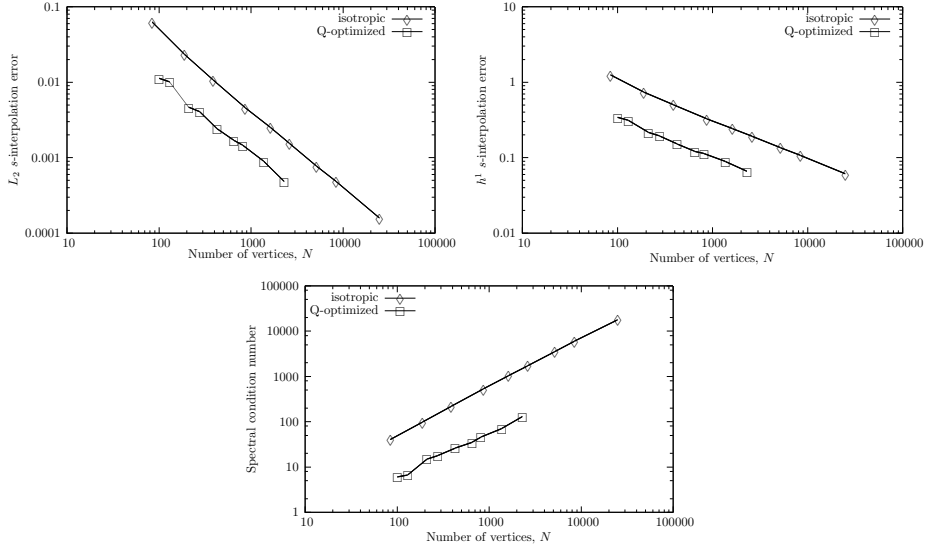 0.1
0.01
0.001
0.0001
10
100
1000
10000
100000
L2 s-interpolation error
Number of vertices, N
isotropic
Q-optimized
10
1
0.1
0.01
10
100
1000
10000
100000
h1 s-interpolation error
Number of vertices, N
isotropic
Q-optimized
100000
10000
1000
100
10
1
10
100
1000
10000
100000
Spectral condition number
Number of vertices, N
isotropic
Q-optimized